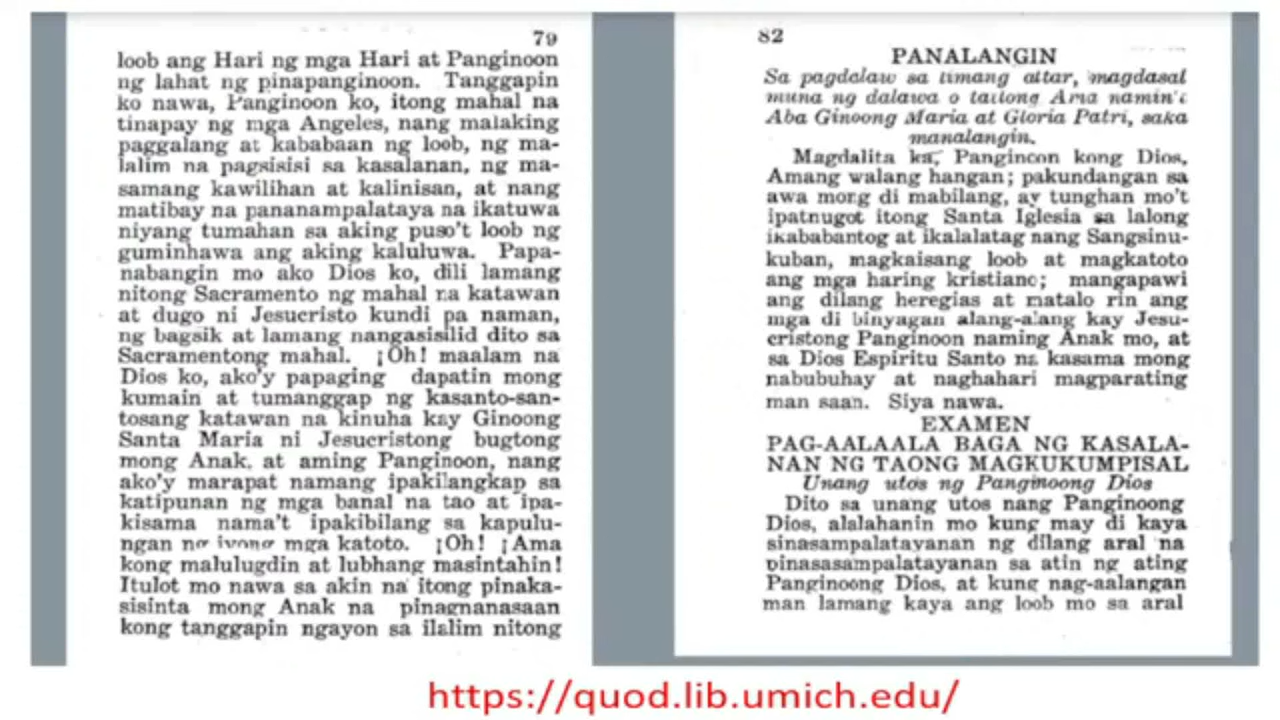 79
loob ang Hari ng mga Hari at Panginoon
ng lahat ng pinapanginoon. Tanggapin
ko nawa, Panginoon ko, itong mahal na
tinapay ng mga Angeles, nang malaking
paggalang at kababaan ng loob, ng ma-
lalim na pagsisisi sa kasalanan, ng ma-
samang kawilihan at kalinisan, at nang
matibay na pananampalataya na ikatuwa
niyang tumahan sa aking puso't loob ng
guminhawa ang aking kaluluwa. Papa-
nabangin mo ako Dios ko, dili lamang
nitong Sacramento ng mahal na katawan
at dugo ni Jesucristo kundi pa naman,
ng bagsik at lamang nangasisilid dito sa
Sacramentong mahal. ¡Oh! maalam na
Dios ko, ako'y papaging dapatin mong
kumain at tumanggap ng kasanto-san-
tosang katawan na kinuha kay Ginoong
Santa Maria ni Jesucristong bugtong
mong Anak, at aming Panginoon, nang
ako'y marapat namang ipakilangkap sa
katipunan ng mga banal na tao at ipa-
kisama nama't ipakibilang sa kapulu-
ngan ng iyong mga katoto. ¡Oh! ¡Ama
kong malulugdin at lubhang masintahin!
Itulot mo nawa sa akin na itong pinaka-
sisinta mong Anak na pinagnanasaan
kong tanggapin ngayon sa ilalim nitong
82
PANALANGIN
Sa pagdalaw sa timang altar, magdasal
muna ng dalawa o tatlong Ama namin't
Aba Ginoong Maria at Gloria Patri, saka
manalangin.
Magdalita ka, Panginoon kong Dios,
Amang walang hangan; pakundangan sa
awa mong di mabilang, ay tunghan mo't
ipatnugot itong Santa Iglesia sa lalong
ikababantog at ikalalatag nang Sangsinu-
kuban, magkaisang loob at magkatoto
ang mga haring kristiano; mangapawi
ang dilang heregias at matalo rin ang
mga di binyagan alang-alang kay Jesu-
cristong Panginoon naming Anak mo, at
sa Dios Espiritu Santo na kasama mong
nabubuhay at naghahari magparating
man saan. Siya nawa.
EXAMEN
PAG-AALAALA BAGA NG KASALA-
NAN NG TAONG MAGKUKUMPISAL
Unang utos ng Panginoong Dios
Dito sa unang utos nang Panginoong
Dios, alalahanin mo kung may di kaya
sinasampalatayanan ng dilang aral na
pinasasampalatayanan sa atin ng ating
Panginoong Dios, at kung nag-aalangan
man lamang kaya ang loob mo sa aral
https://quod.lib.umich.edu/